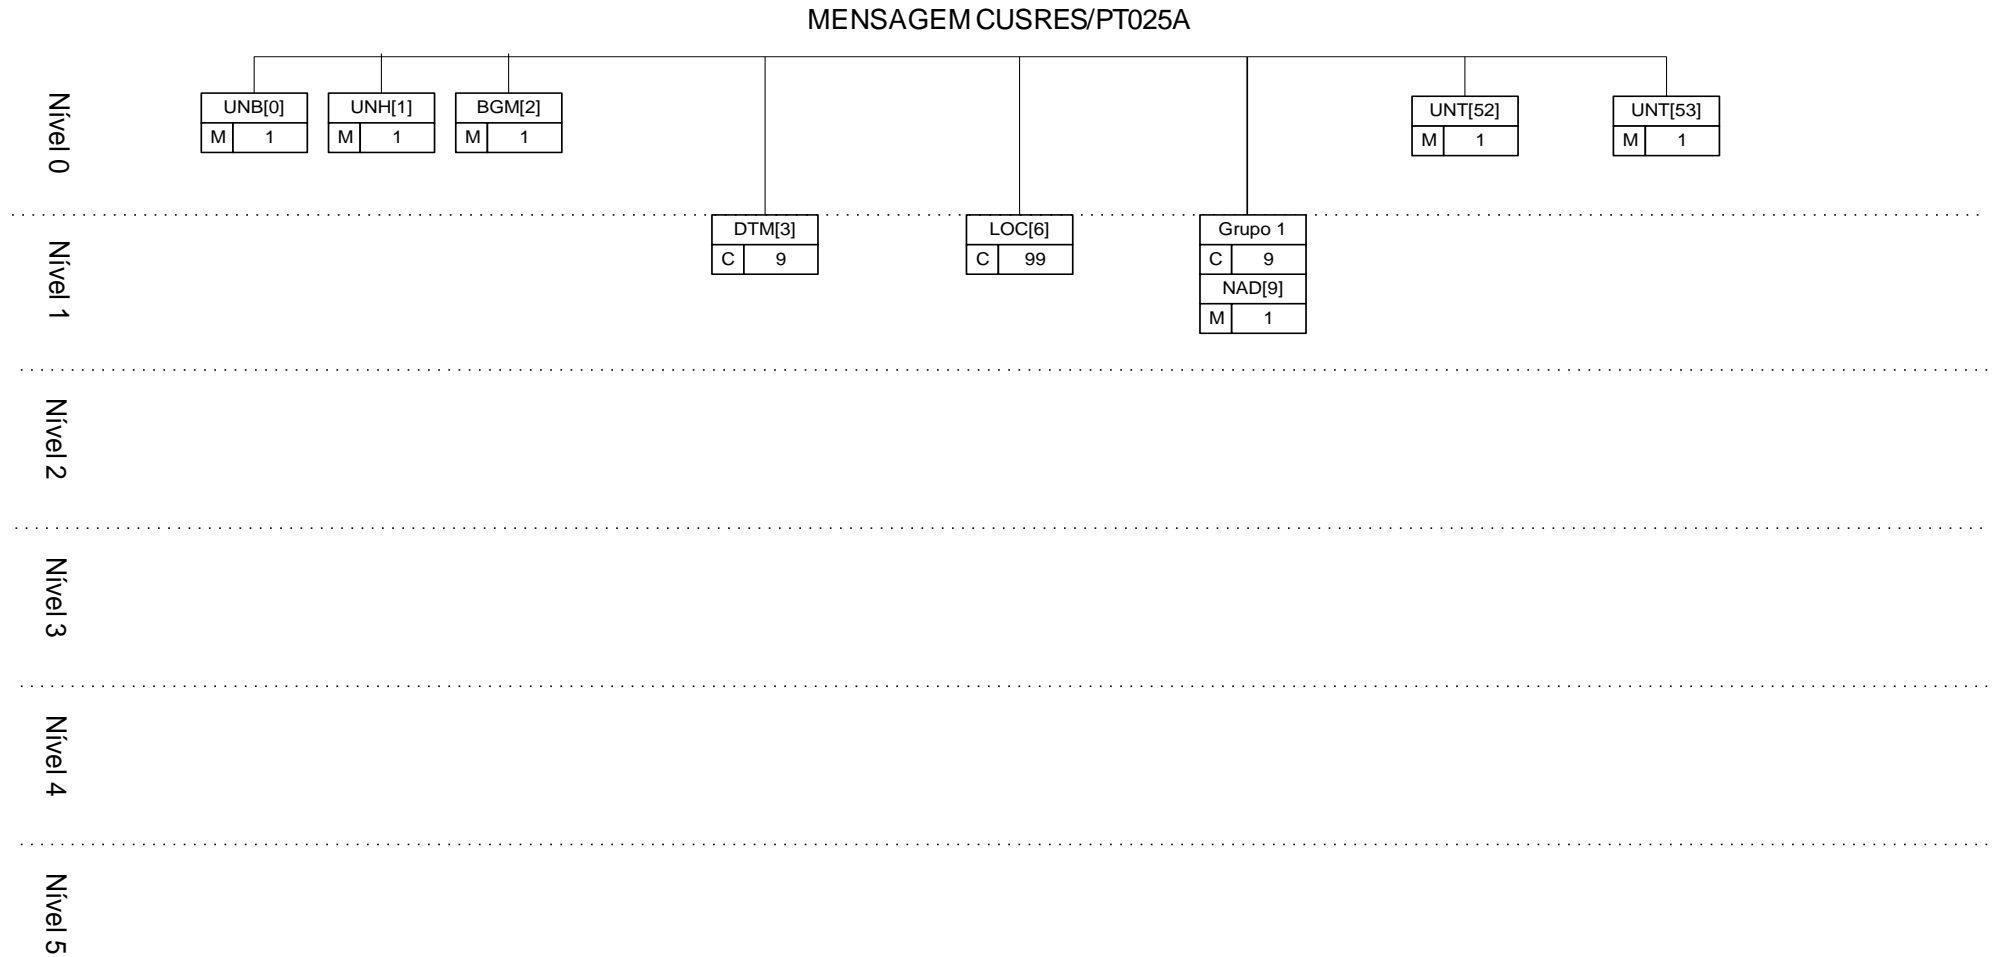 MENSAGEM CUSRES/PT025A
Nível 0
UNB[0] UNH[1] BGM[2] UNT[52] UNT[53]
M 1 M 1 M 1 M 1 M 1
Nível 1
DTM[3] LOC[6] Grupo 1
C 9 C 99 C 9
NAD[9]
M 1
Nível 2
Nível 3
Nível 4
Nível 5